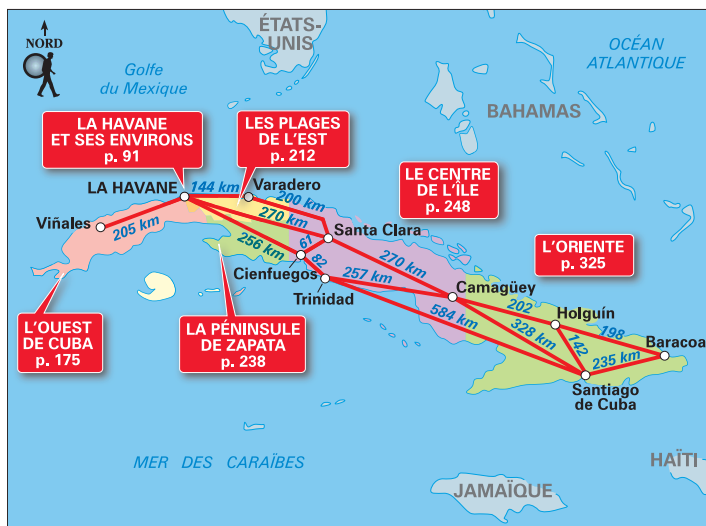 NORD
ÉTATS-
UNIS
OCÉAN
ATLANTIQUE
Golfe
du Mexique
BAHAMAS
LA HAVANE
ET SES ENVIRONS
p. 91
LES PLAGES
DE L'EST
p. 212
LE CENTRE
DE L'ÎLE
p. 248
LA HAVANE
144 km
Varadero
200 km
Viñales
205 km
270 km
Santa Clara
256 km
61
Cienfuegos
82
270 km
L'ORIENTE
p. 325
Trinidad
257 km
Camagüey
202
Holguín
584 km
328 km
142
198
Baracoa
235 km
Santiago
de Cuba
L'OUEST
DE CUBA
p. 175
LA PÉNINSULE
DE ZAPATA
p. 238
MER DES CARAÏBES
HAÏTI
JAMAÏQUE